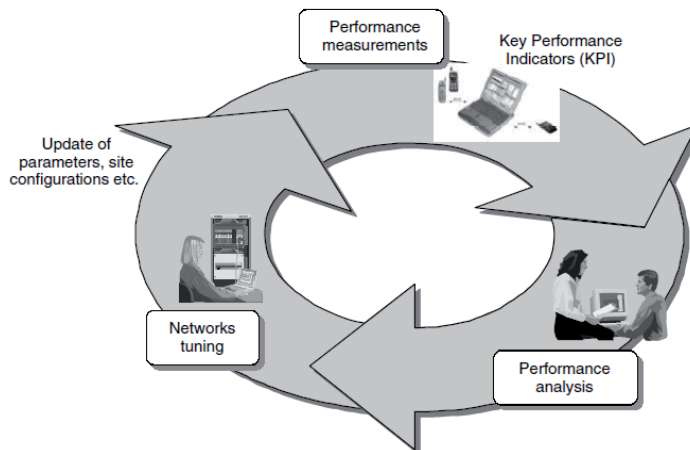 Performance
measurements
Key Performance
Indicators (KPI)
Update of
parameters, site
configurations etc.
Networks
tuning
Performance
analysis